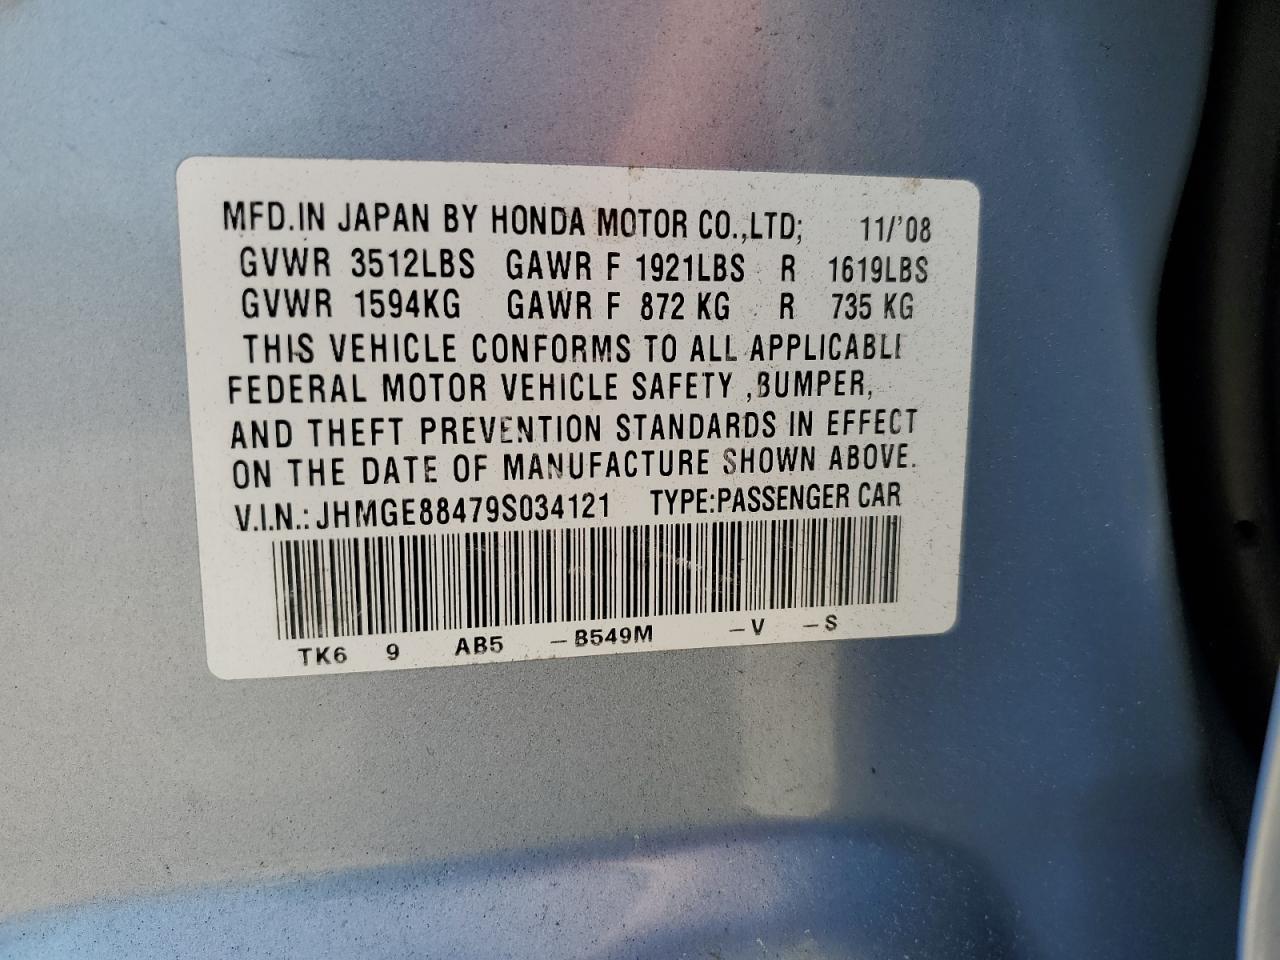 MFD.IN JAPAN BY HONDA MOTOR CO.,LTD; 11/'08
GVWR 3512LBS GAWR F 1921LBS R 1619LBS
GVWR 1594KG GAWR F 872 KG R 735 KG
THIS VEHICLE CONFORMS TO ALL APPLICABLE
FEDERAL MOTOR VEHICLE SAFETY ,BUMPER,
AND THEFT PREVENTION STANDARDS IN EFFECT
ON THE DATE OF MANUFACTURE SHOWN ABOVE.
V.I.N.: JHMGE88479S034121 TYPE:PASSENGER CAR
TK6 9 AB5 - B549M - V - S